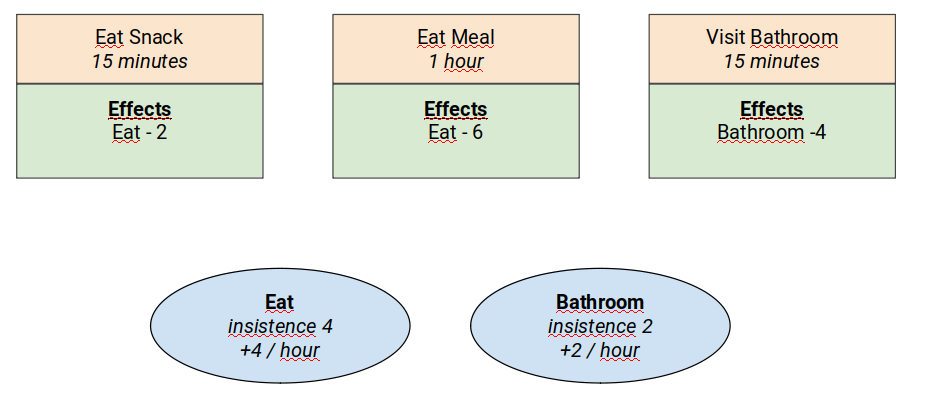 Eat Snack
15 minutes
Effects
Eat - 2
Eat Meal
1 hour
Effects
Eat - 6
Visit Bathroom
15 minutes
Effects
Bathroom -4
Eat
insistence 4
+4 / hour
Bathroom
insistence 2
+2 / hour